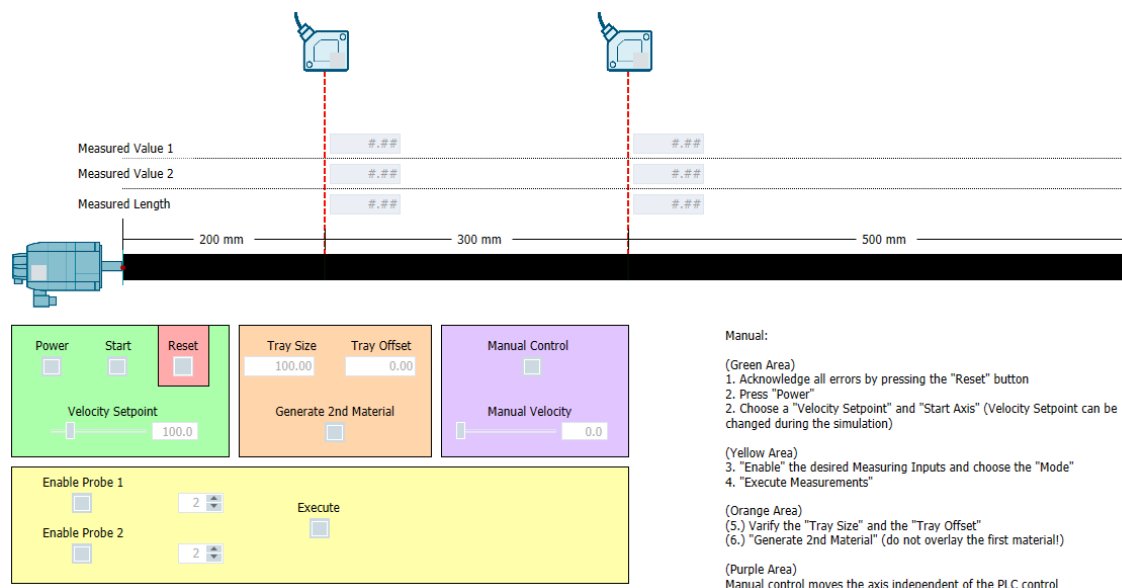 Measured Value 1 #.## #.##
Measured Value 2 #.## #.##
Measured Length #.## #.##
200 mm 300 mm 500 mm
Power Start Reset
Velocity Setpoint
100.0
Tray Size Tray Offset
100.00 0.00
Generate 2nd Material
Manual Control
Manual Velocity
0.0
Enable Probe 1
2
Execute
Enable Probe 2
2
Manual:
(Green Area)
1. Acknowledge all errors by pressing the "Reset" button
2. Press "Power"
2. Choose a "Velocity Setpoint" and "Start Axis" (Velocity Setpoint can be
changed during the simulation)
(Yellow Area)
3. "Enable" the desired Measuring Inputs and choose the "Mode"
4. "Execute Measurements"
(Orange Area)
(5.) Varify the "Tray Size" and the "Tray Offset"
(6.) "Generate 2nd Material" (do not overlay the first material!)
(Purple Area)
Manual control moves the axis independent of the PLC control